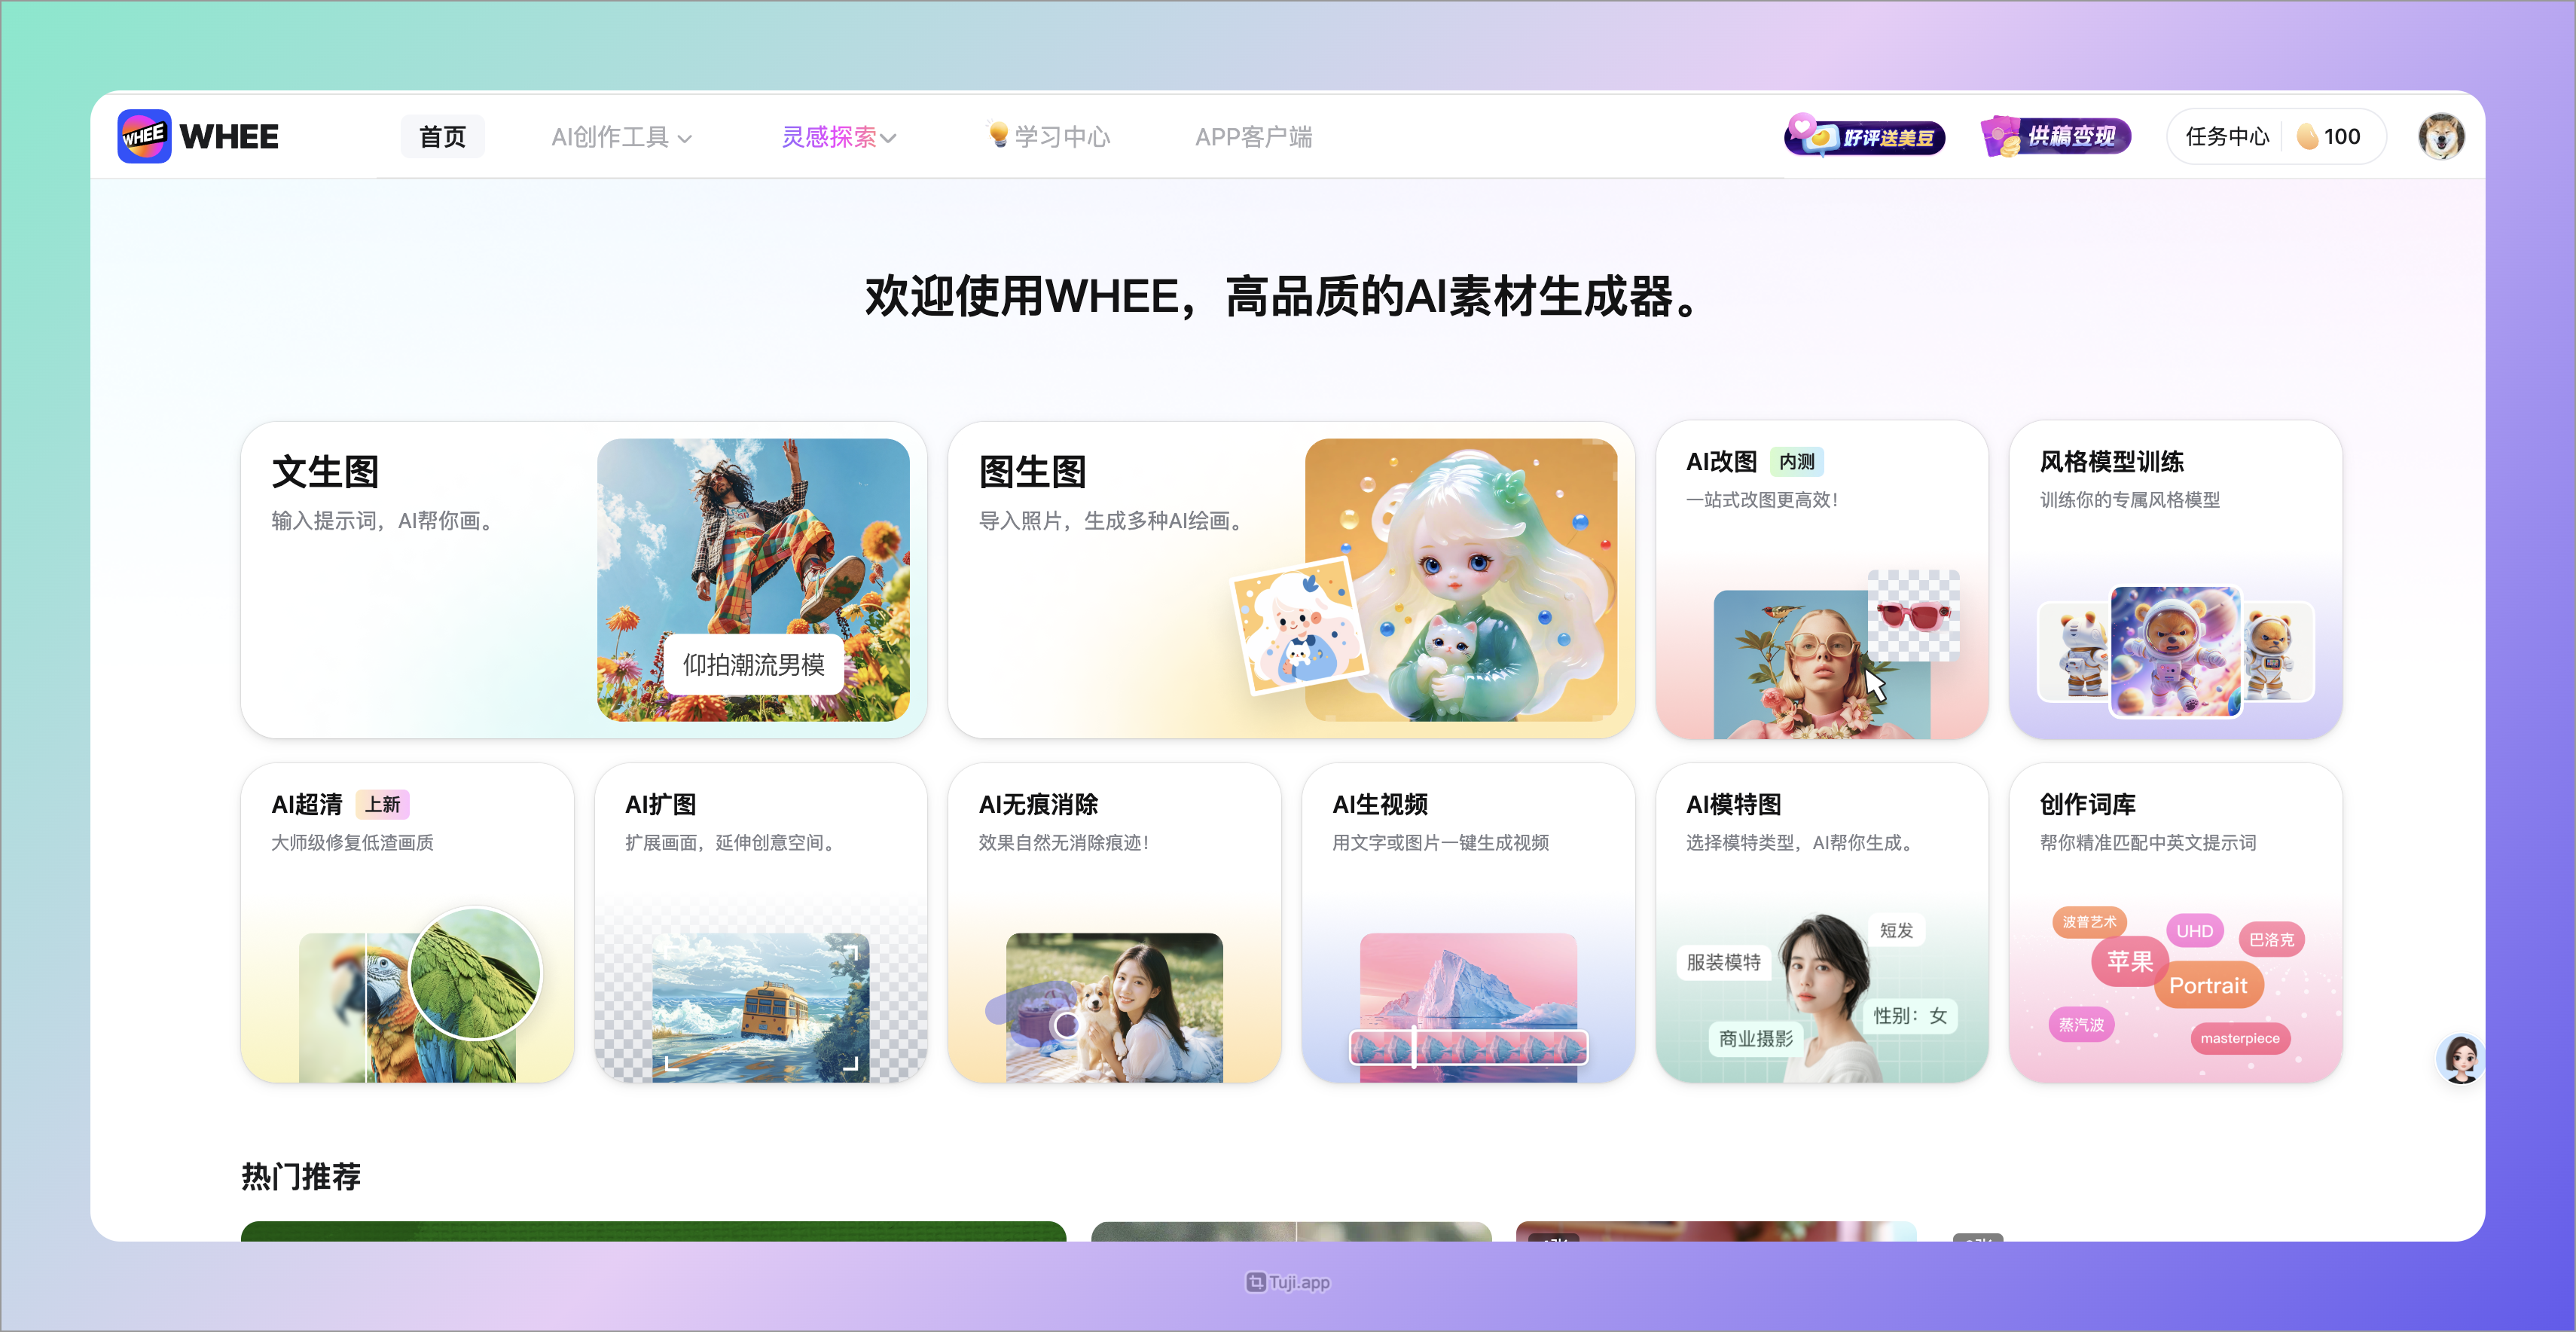 WHEE WHEE
首页
AI创作工具
灵感探索
学习中心
APP客户端
好评送美豆
供稿变现
任务中心
100
欢迎使用WHEE，高品质的AI素材生成器。
文生图
输入提示词，AI帮你画。
仰拍潮流男模
图生图
导入照片，生成多种AI绘画。
AI改图 内测
一站式改图更高效！
风格模型训练
训练你的专属风格模型
AI超清 上新
大师级修复低渣画质
AI扩图
扩展画面，延伸创意空间。
AI无痕消除
效果自然无消除痕迹！
AI生视频
用文字或图片一键生成视频
AI模特图
选择模特类型，AI帮你生成。
短发
服装模特
性别：女
商业摄影
创作词库
帮你精准匹配中英文提示词
波普艺术
UHD
巴洛克
苹果
Portrait
蒸汽波
masterpiece
热门推荐
Tuji.app